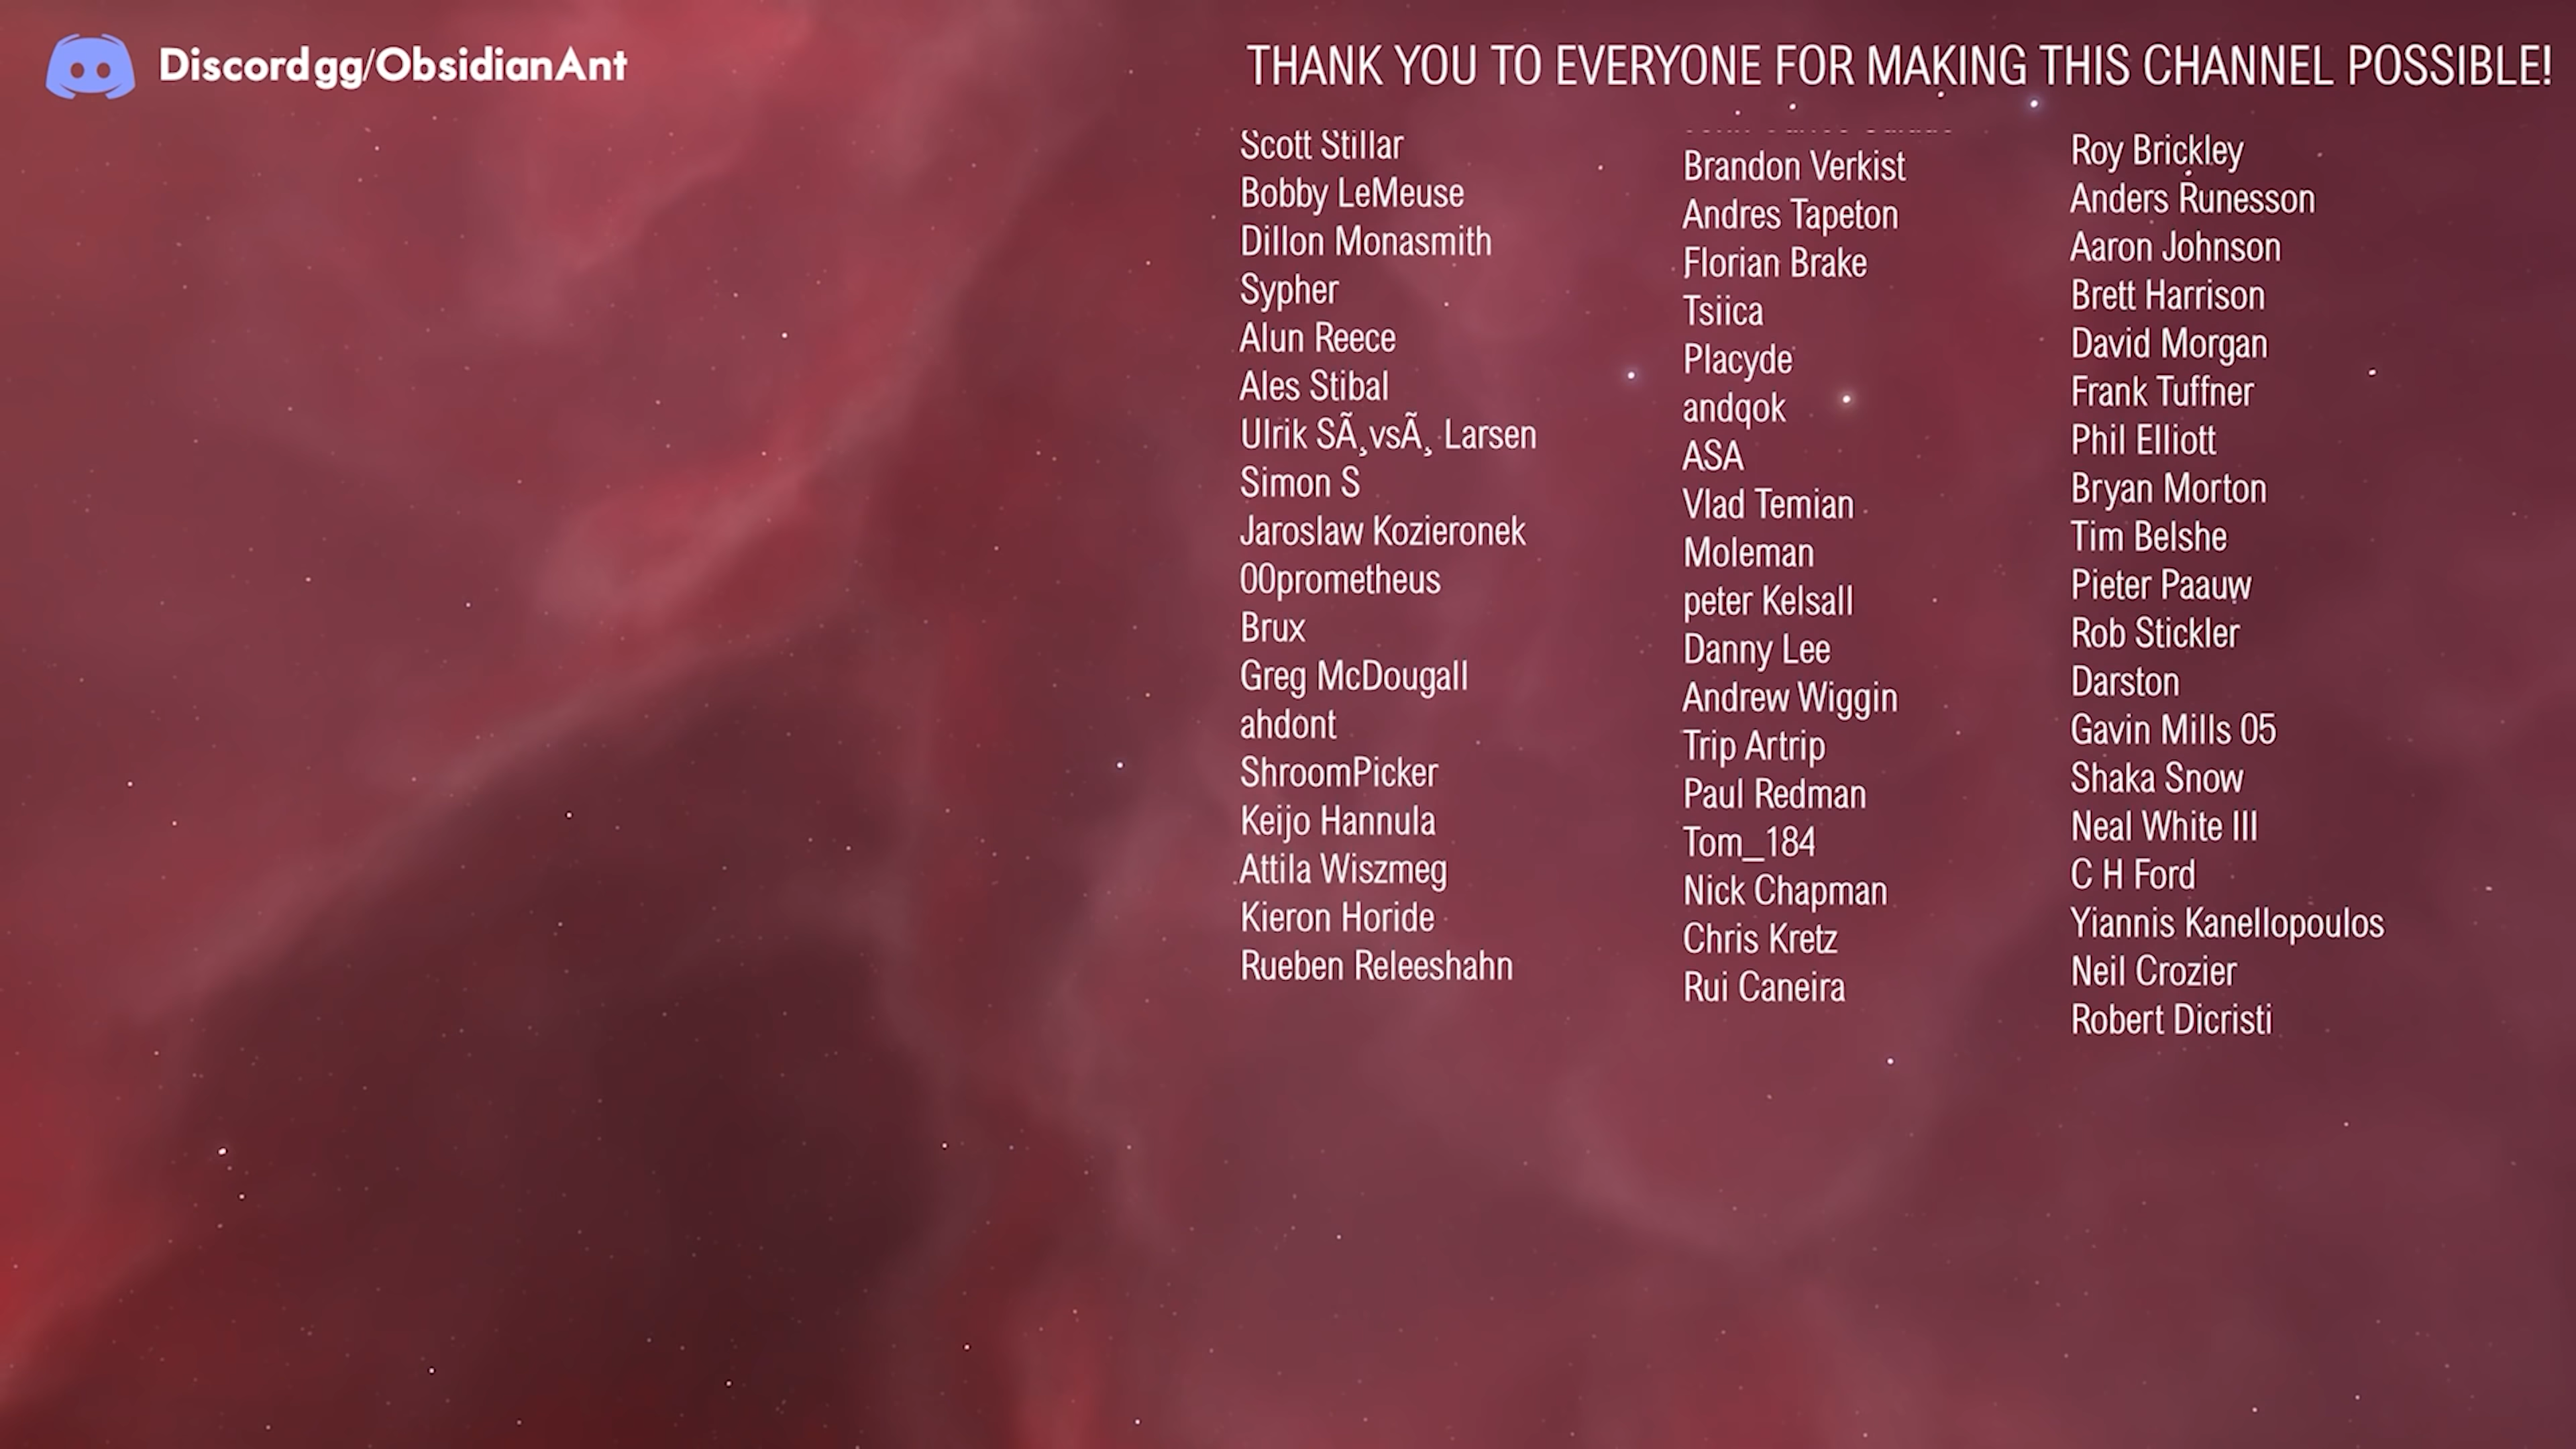 Discordgg/ObsidianAnt
THANK YOU TO EVERYONE FOR MAKING THIS CHANNEL POSSIBLE!
Scott Stillar
Bobby LeMeuse
Dillon Monasmith
Sypher
Alun Reece
Ales Stibal
Ulrik SÃ¸vsÃ¸ Larsen
Simon S
Jaroslaw Kozieronek
00prometheus
Brux
Greg McDougall
ahdont
ShroomPicker
Keijo Hannula
Attila Wiszmeg
Kieron Horide
Rueben Releeshahn
Brandon Verkist
Andres Tapeton
Florian Brake
Tsiica
Placyde
andqok
ASA
Vlad Temian
Moleman
peter Kelsall
Danny Lee
Andrew Wiggin
Trip Artrip
Paul Redman
Tom_184
Nick Chapman
Chris Kretz
Rui Caneira
Roy Brickley
Anders Runesson
Aaron Johnson
Brett Harrison
David Morgan
Frank Tuffner
Phil Elliott
Bryan Morton
Tim Belshe
Pieter Paauw
Rob Stickler
Darston
Gavin Mills 05
Shaka Snow
Neal White III
C H Ford
Yiannis Kanellopoulos
Neil Crozier
Robert Dicristi